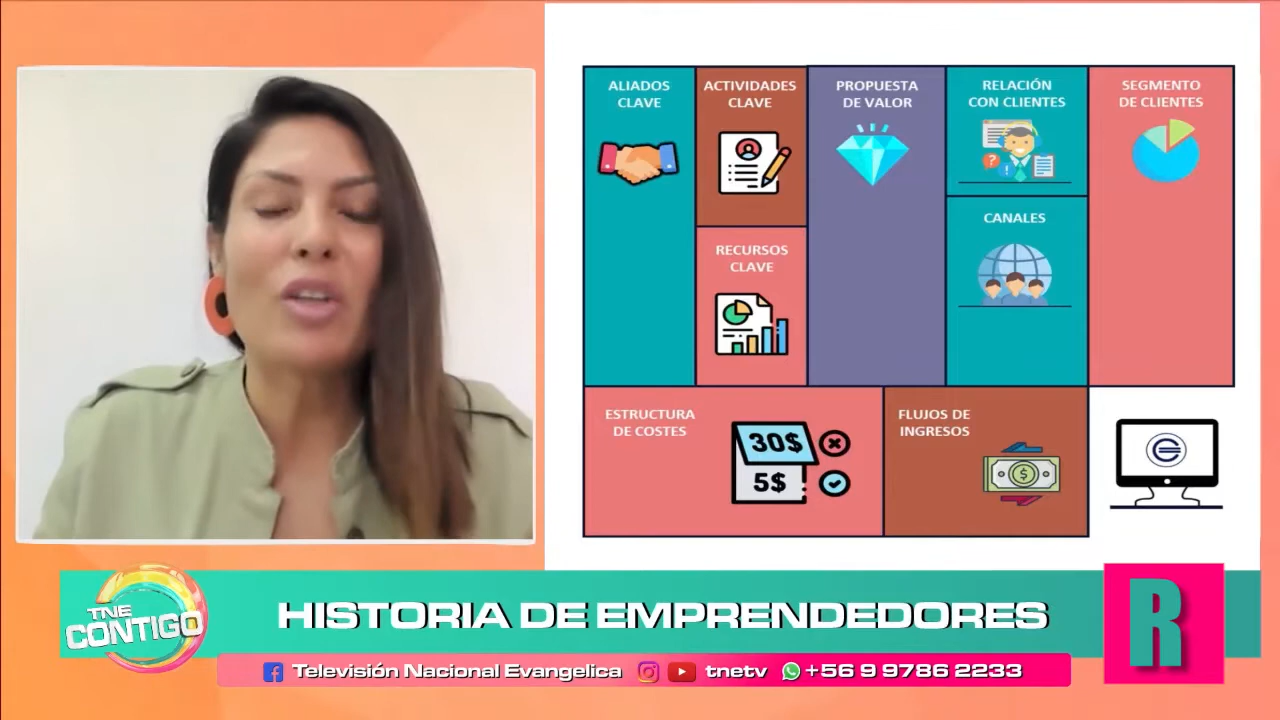 ALIADOS
CLAVE
ACTIVIDADES
CLAVE
PROPUESTA
DE VALOR
RELACIÓN
CON CLIENTES
SEGMENTO
DE CLIENTES
CANALES
RECURSOS
CLAVE
ESTRUCTURA
DE COSTES
30$
5$
FLUJOS DE
INGRESOS
TNE
CONTIGO
HISTORIA DE EMPRENDEDORES
R
Televisión Nacional Evangelica tnetv +56 9 9786 2233